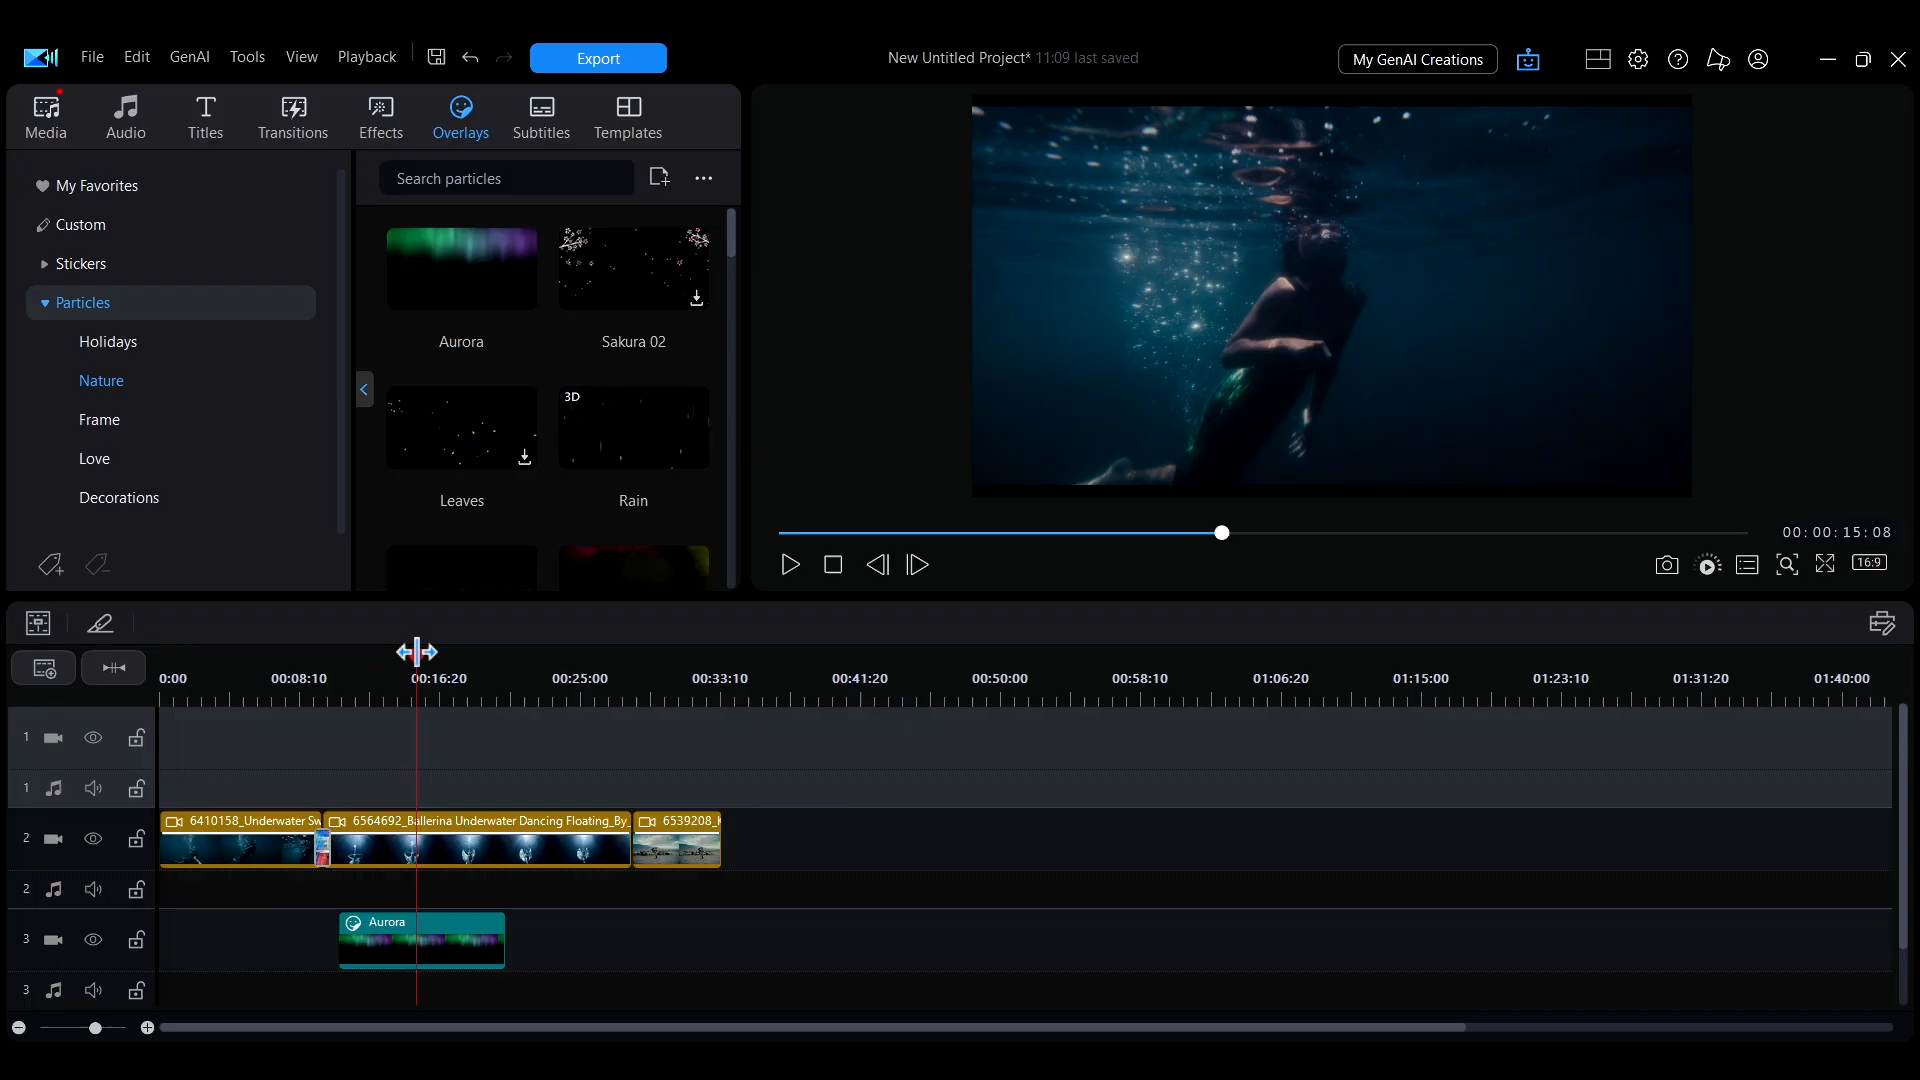 File Edit GenAI Tools View Playback Export New Untitled Project* 11:09 last saved My GenAI Creations
Media Audio Titles Transitions Effects Overlays Subtitles Templates
My Favorites
Custom
Stickers
Particles
Holidays
Nature
Frame
Love
Decorations
Search particles
Aurora Sakura 02
3D
Leaves Rain
00:00:15:08
16:9
0:00 00:08:10 00:16:20 00:25:00 00:33:10 00:41:20 00:50:00 00:58:10 01:06:20 01:15:00 01:23:10 01:31:20 01:40:00
1
1
2 6410158_Underwater Sw 6564692_Ballerina Underwater Dancing Floating_By_ 6539208_
2
3 Aurora
3